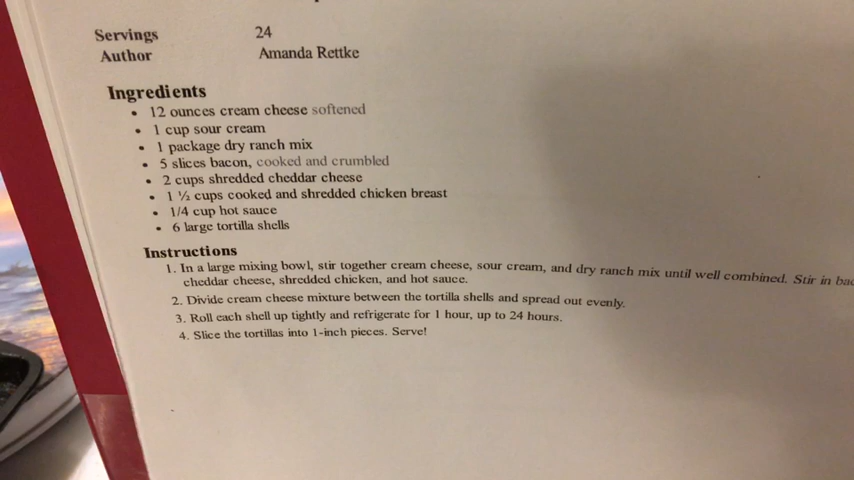 Servings 24
Author Amanda Rettke
Ingredients
• 12 ounces cream cheese softened
• 1 cup sour cream
• 1 package dry ranch mix
• 5 slices bacon, cooked and crumbled
• 2 cups shredded cheddar cheese
• 1 ½ cups cooked and shredded chicken breast
• 1/4 cup hot sauce
• 6 large tortilla shells
Instructions
1. In a large mixing bowl, stir together cream cheese, sour cream, and dry ranch mix until well combined. Stir in
cheddar cheese, shredded chicken, and hot sauce.
2. Divide cream cheese mixture between the tortilla shells and spread out evenly.
3. Roll each shell up tightly and refrigerate for 1 hour, up to 24 hours.
4. Slice the tortillas into 1-inch pieces. Serve!